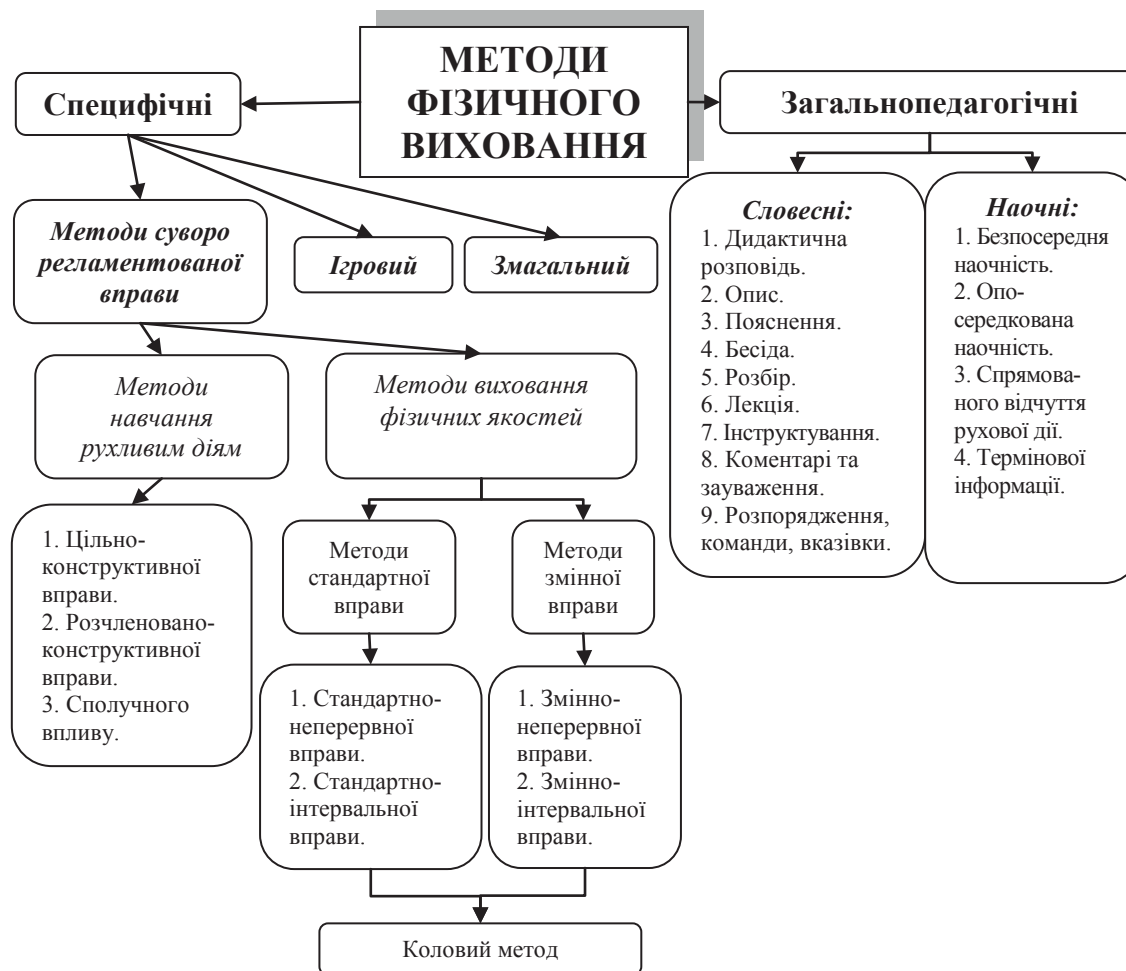 МЕТОДИ
ФІЗИЧНОГО
ВИХОВАННЯ
Специфічні
Загальнопедагогічні
Методи суворо
регламентованої
вправи
Ігровий
Змагальний
Словесні:
1. Дидактична
розповідь.
2. Опис.
3. Пояснення.
4. Бесіда.
5. Розбір.
6. Лекція.
7. Інструктування.
8. Коментарі та
зауваження.
9. Розпорядження,
команди, вказівки.
Наочні:
1. Безпосередня
наочність.
2. Опо-
середкована
наочність.
3. Спрямова-
ного відчуття
рухової дії.
4. Термінової
інформації.
Методи
навчання
рухливим діям
Методи виховання
фізичних якостей
1. Цільно-
конструктивної
вправи.
2. Розчленовано-
конструктивної
вправи.
3. Сполучного
впливу.
Методи
стандартної
вправи
Методи
змінної
вправи
1. Стандартно-
неперервної
вправи.
2. Стандартно-
інтервальної
вправи.
1. Змінно-
неперервної
вправи.
2. Змінно-
інтервальної
вправи.
Коловий метод